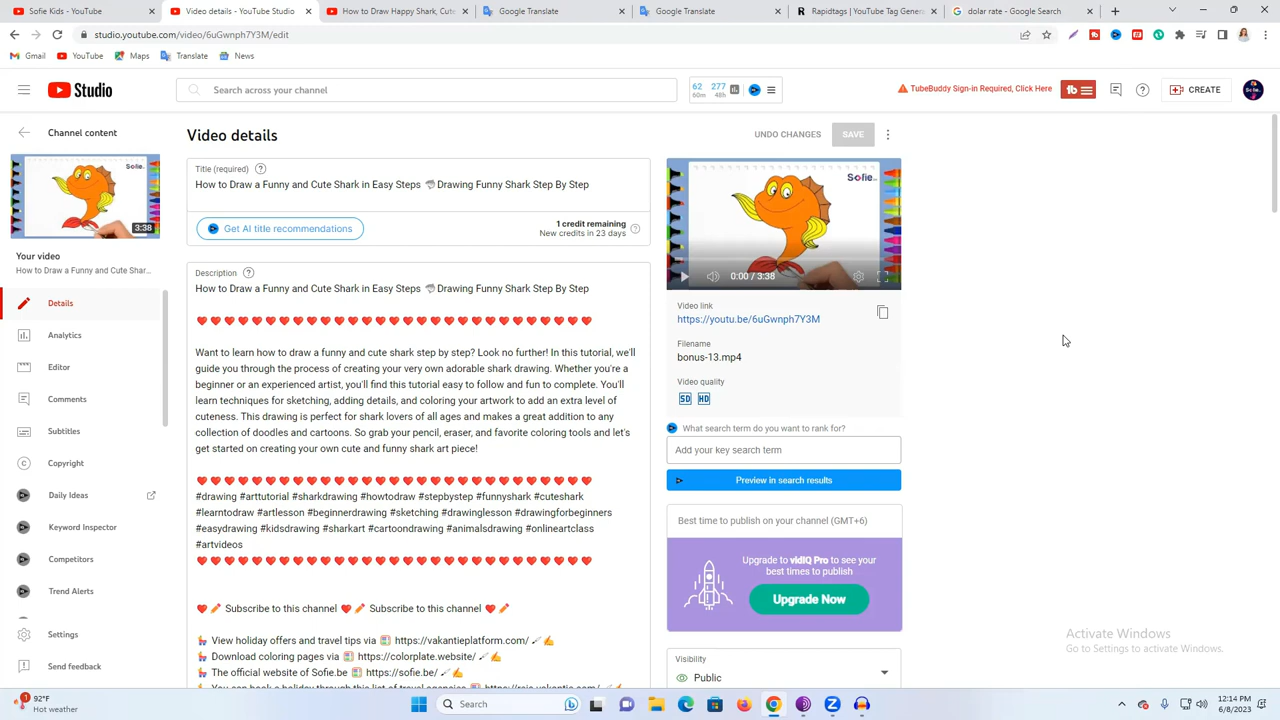 Sofie Kids - YouTube
Video details - YouTube Studio
How to Draw Happy Shark, Cute
Google Translate
Google Translate
Rapidtags | YouTube Tag Gener
dolar rate - Google Search
studio.youtube.com/video/6uGwnph7Y3M/edit
Gmail
YouTube
Maps
Translate
News
Studio
Search across your channel
62 60m
277 48h
TubeBuddy Sign-in Required, Click Here
CREATE
Channel content
Video details
UNDO CHANGES
SAVE
3:38
Your video
How to Draw a Funny and Cute Shar...
Details
Analytics
Editor
Comments
Subtitles
Copyright
Daily Ideas
Keyword Inspector
Competitors
Trend Alerts
Settings
Send feedback
Title (required)
How to Draw a Funny and Cute Shark in Easy Steps 🦈Drawing Funny Shark Step By Step
Get AI title recommendations
1 credit remaining
New credits in 23 days
Description
How to Draw a Funny and Cute Shark in Easy Steps 🦈Drawing Funny Shark Step By Step
Want to learn how to draw a funny and cute shark step by step? Look no further! In this tutorial, we'll
guide you through the process of creating your very own adorable shark drawing. Whether you're a
beginner or an experienced artist, you'll find this tutorial easy to follow and fun to complete. You'll
learn techniques for sketching, adding details, and coloring your artwork to add an extra level of
cuteness. This drawing is perfect for shark lovers of all ages and makes a great addition to any
collection of doodles and cartoons. So grab your pencil, eraser, and favorite coloring tools and let's
get started on creating your own cute and funny shark art piece!
#drawing #arttutorial #sharkdrawing #howtodraw #stepbystep #funnyshark #cuteshark
#learntodraw #artlesson #beginnerdrawing #sketching #drawinglesson #drawingforbeginners
#easydrawing #kidsdrawing #sharkart #cartoondrawing #animalsdrawing #onlineartclass
#artvideos
❤️ ✏️ Subscribe to this channel ❤️ ✏️ Subscribe to this channel ❤️ ✏️
View holiday offers and travel tips via https://vakantieplatform.com/
Download coloring pages via https://colorplate.website/
The official website of Sofie.be https://sofie.be/
Sofie
0:00 / 3:38
Video link
https://youtu.be/6uGwnph7Y3M
Filename
bonus-13.mp4
Video quality
SD HD
What search term do you want to rank for?
Add your key search term
Preview in search results
Best time to publish on your channel (GMT+6)
Upgrade to vidIQ Pro to see your
best times to publish
Upgrade Now
Visibility
Public
Activate Windows
Go to Settings to activate Windows.
92°F
Hot weather
Search
12:14 PM
6/8/2023